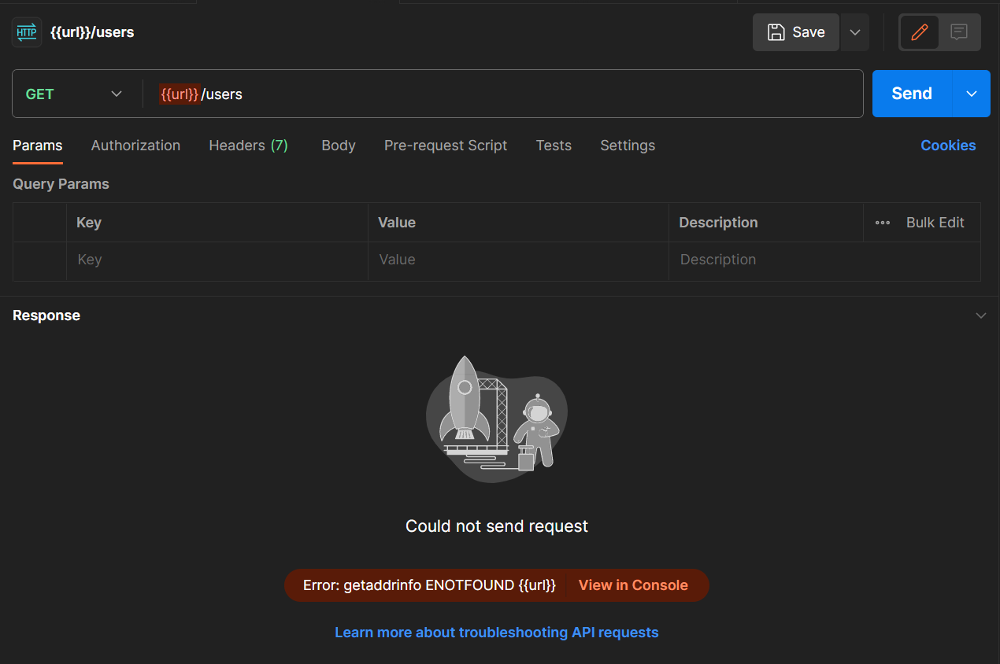 HTTP {{url}}/users Save
GET {{url}}/users Send
Params Authorization Headers (7) Body Pre-request Script Tests Settings Cookies
Query Params
Key Value Description Bulk Edit
Key Value Description
Response
Could not send request
Error: getaddrinfo ENOTFOUND {{url}} View in Console
Learn more about troubleshooting API requests